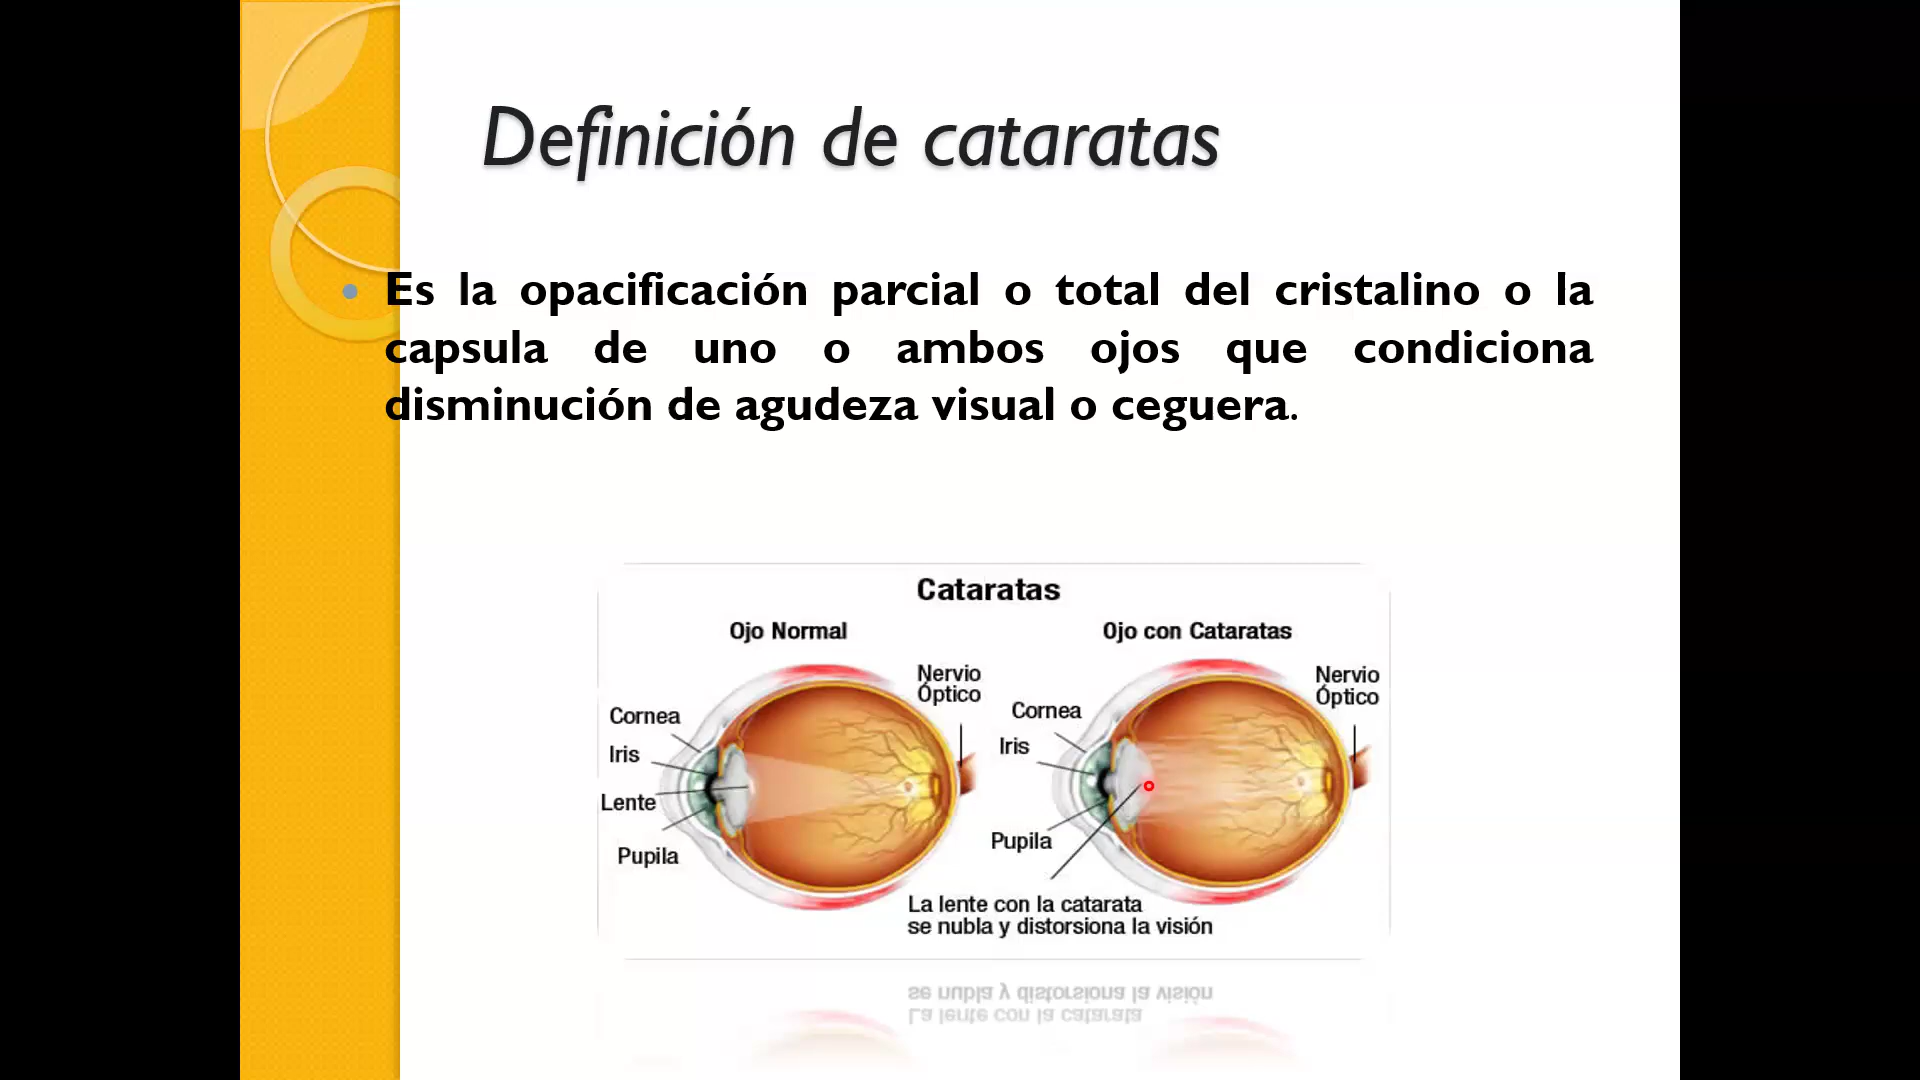 Definición de cataratas
Es la opacificación parcial o total del cristalino o la
capsula de uno o ambos ojos que condiciona
disminución de agudeza visual o ceguera.
Cataratas
Ojo Normal
Nervio
Óptico
Cornea
Iris
Lente
Pupila
Ojo con Cataratas
Nervio
Óptico
Cornea
Iris
Pupila
La lente con la catarata
se nubla y distorsiona la visión